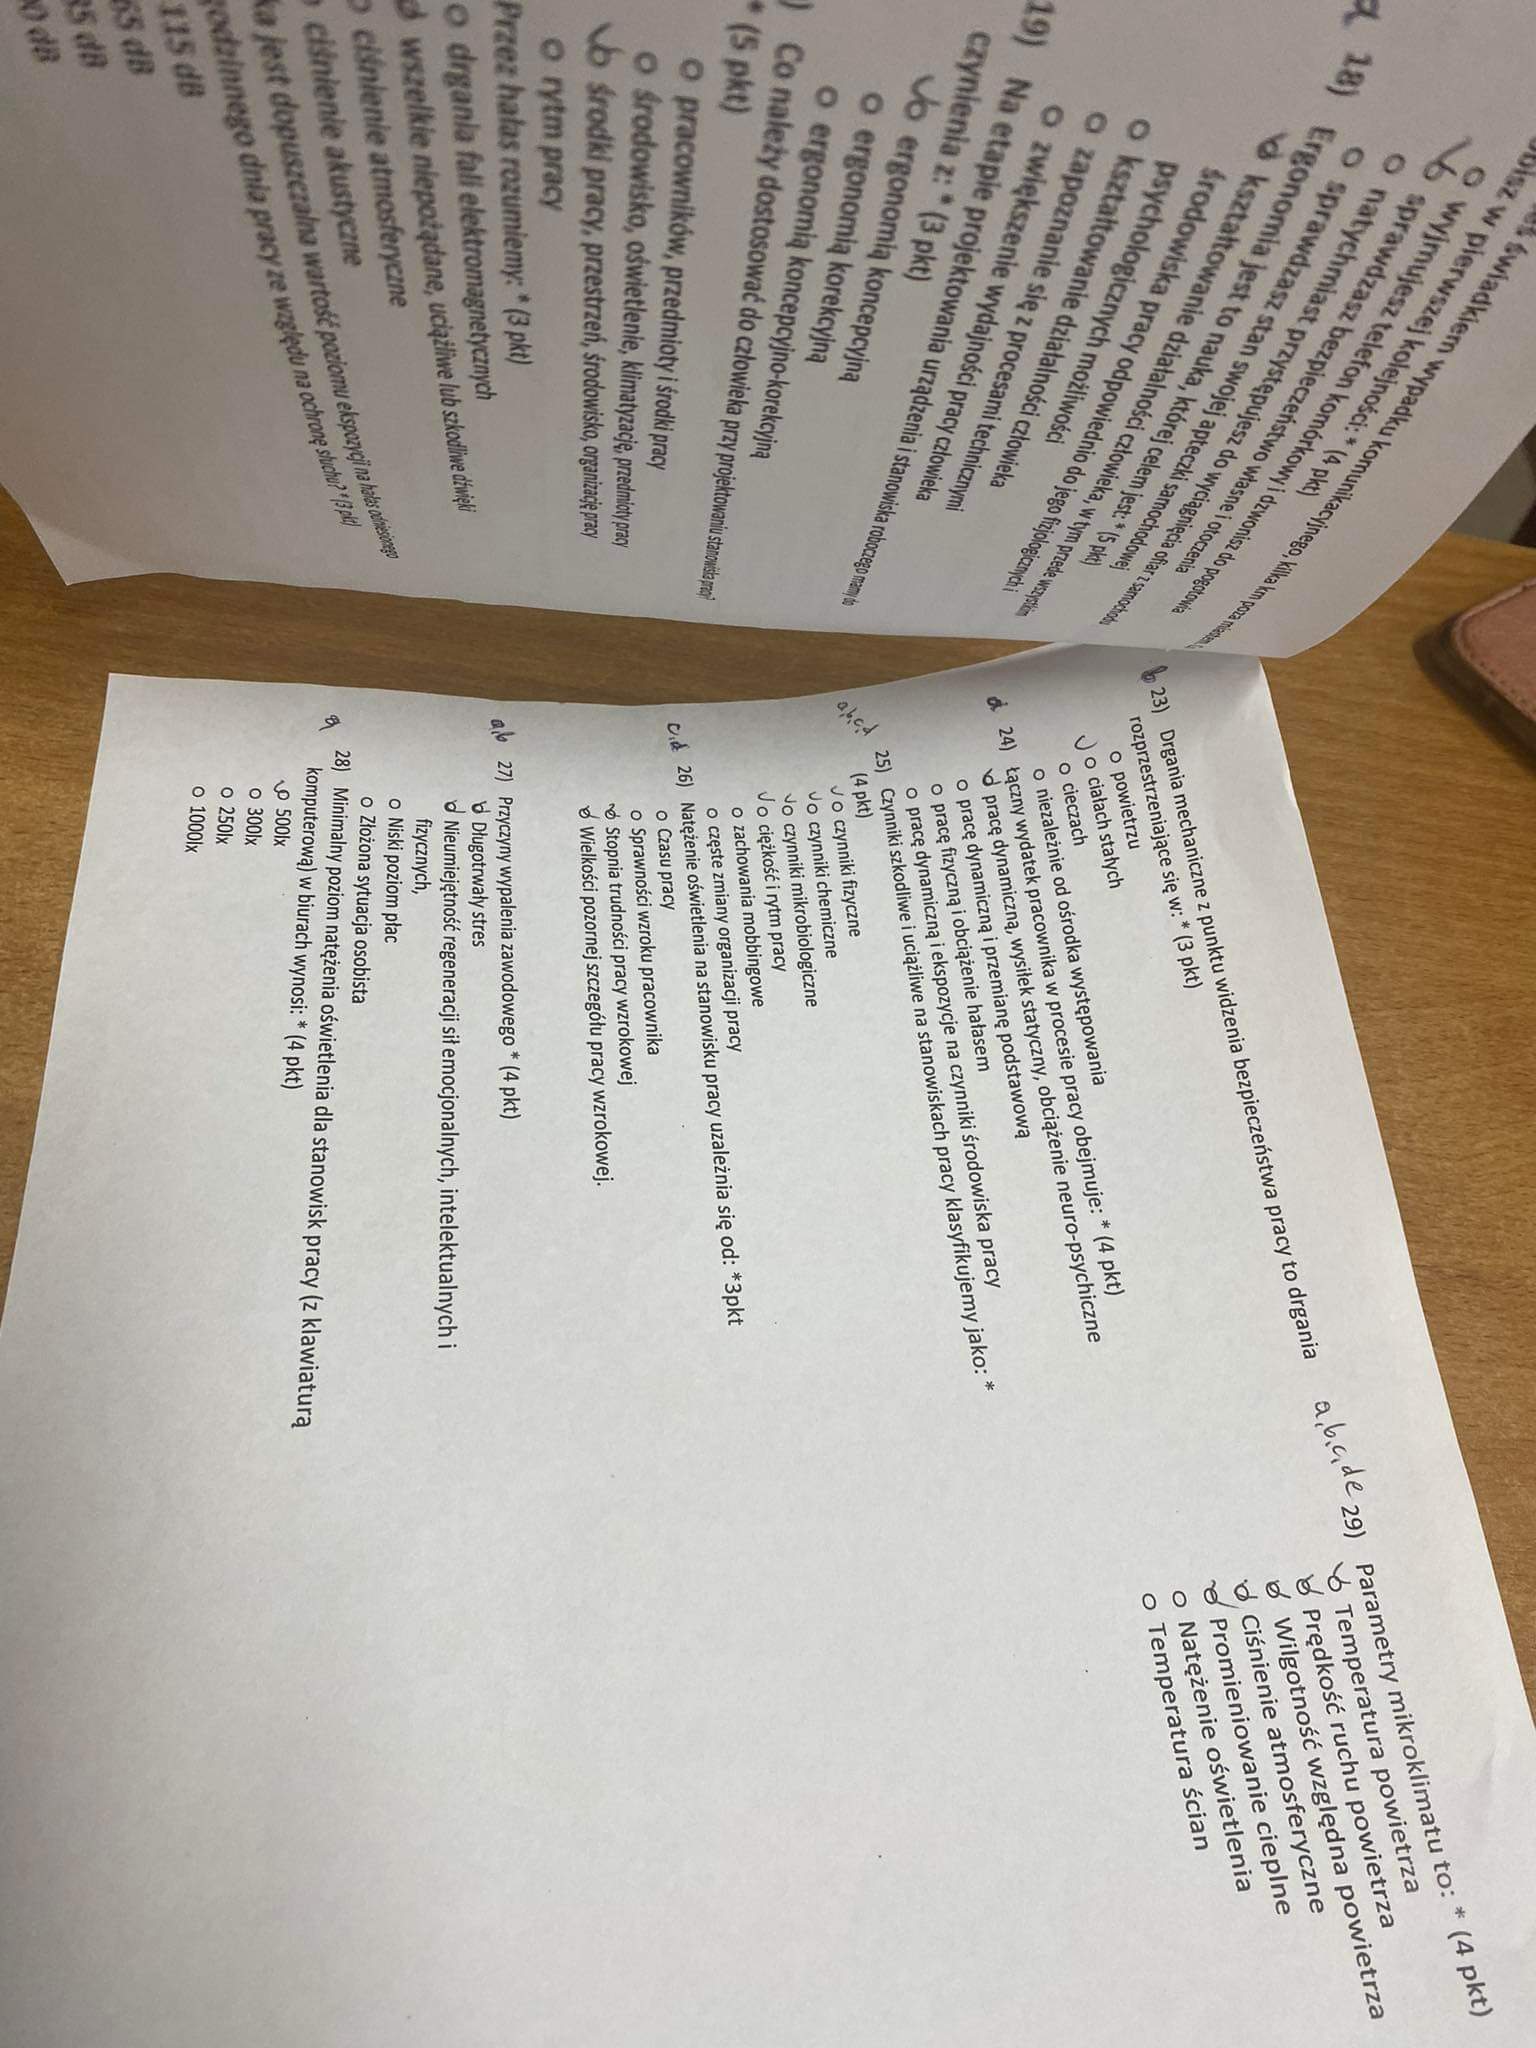 świadkiem wypadku komunikacyjnego, kilka km poza
w pierwszej kolejności: * (4 pkt)
o wyjmujesz telefon komórkowy i dzwonisz do pogotowia
o sprawdzasz bezpieczeństwo własne i otoczenia
o natychmiast przystępujesz do wyciągnięcia ofiar z samochodu
o sprawdzasz stan swojej apteczki samochodowej
a 18) Ergonomia jest to nauka, której celem jest: * (5 pkt)
o kształtowanie działalności człowieka, w tym przede wszystkim
środowiska pracy odpowiednio do jego fizjologicznych i
psychologicznych możliwości
o kształtowanie działalności człowieka
o zapoznanie się z procesami technicznymi
o zwiększenie wydajności pracy człowieka
19) Na etapie projektowania urządzenia i stanowiska roboczego mamy do
czynienia z: * (3 pkt)
o ergonomią koncepcyjną
o ergonomią korekcyjną
o ergonomią koncepcyjno-korekcyjną
) Co należy dostosować do człowieka przy projektowaniu stanowiska pracy?
* (5 pkt)
o pracowników, przedmioty i środki pracy
o środowisko, oświetlenie, klimatyzację, przedmioty pracy
o środki pracy, przestrzeń, środowisko, organizację pracy
o rytm pracy
Przez hałas rozumiemy: * (3 pkt)
o drgania fali elektromagnetycznych
o wszelkie niepożądane, uciążliwe lub szkodliwe dźwięki
o ciśnienie atmosferyczne
o ciśnienie akustyczne
jest dopuszczalna wartość poziomu ekspozycji na hałas odniesionego
godzinnego dnia pracy ze względu na ochronę słuchu? * (3 pkt)
115 dB
65 dB
85 dB
dB
b 23) Drgania mechaniczne z punktu widzenia bezpieczeństwa pracy to drgania
rozprzestrzeniające się w: * (3 pkt)
o powietrzu
o ciałach stałych
o cieczach
o niezależnie od ośrodka występowania
a 24) Łączny wydatek pracownika w procesie pracy obejmuje: * (4 pkt)
o pracę dynamiczną, wysiłek statyczny, obciążenie neuro-psychiczne
o pracę dynamiczną i przemianę podstawową
o pracę fizyczną i obciążenie hałasem
o pracę dynamiczną i ekspozycje na czynniki środowiska pracy
a,b,c,d 25) Czynniki szkodliwe i uciążliwe na stanowiskach pracy klasyfikujemy jako: *
(4 pkt)
o czynniki fizyczne
o czynniki chemiczne
o czynniki mikrobiologiczne
o ciężkość i rytm pracy
o zachowania mobbingowe
o częste zmiany organizacji pracy
c,d 26) Natężenie oświetlenia na stanowisku pracy uzależnia się od: *3pkt
o Czasu pracy
o Sprawności wzroku pracownika
o Stopnia trudności pracy wzrokowej
o Wielkości pozornej szczegółu pracy wzrokowej.
a,b 27) Przyczyny wypalenia zawodowego * (4 pkt)
o Długotrwały stres
o Nieumiejętność regeneracji sił emocjonalnych, intelektualnych i
fizycznych,
o Niski poziom płac
o Złożona sytuacja osobista
a 28) Minimalny poziom natężenia oświetlenia dla stanowisk pracy (z klawiaturą
komputerową) w biurach wynosi: * (4 pkt)
o 500lx
o 300lx
o 250lx
o 1000lx
a,b,c,de 29) Parametry mikroklimatu to: * (4 pkt)
o Temperatura powietrza
o Prędkość ruchu powietrza
o Wilgotność względna powietrza
o Ciśnienie atmosferyczne
o Promieniowanie cieplne
o Natężenie oświetlenia
o Temperatura ścian